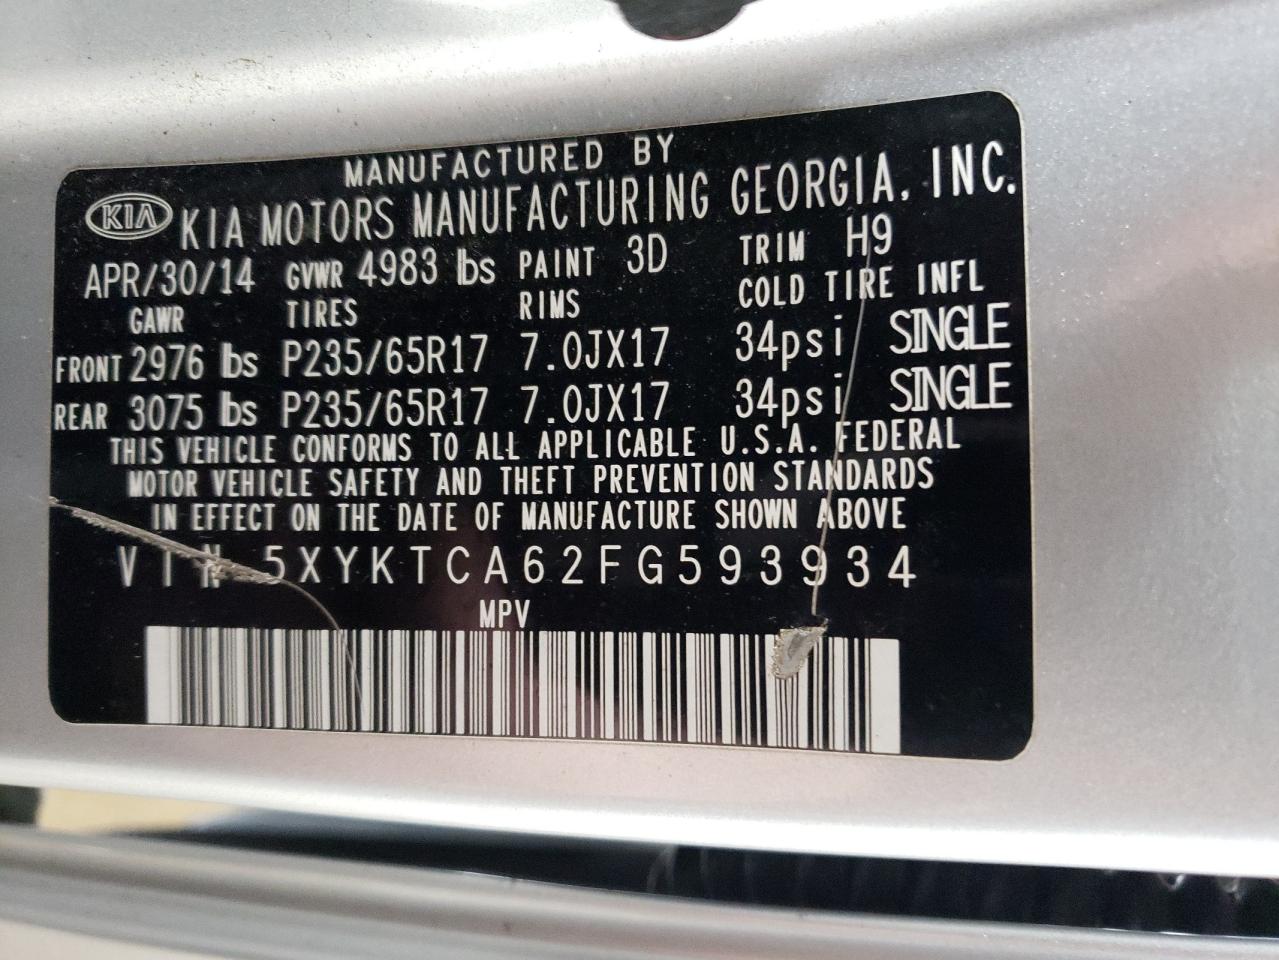 MANUFACTURED BY
KIA KIA MOTORS MANUFACTURING GEORGIA, INC.
APR/30/14 GVWR 4983 lbs PAINT 3D TRIM H9
GAWR TIRES RIMS COLD TIRE INFL
FRONT 2976 lbs P235/65R17 7.0JX17 34psi SINGLE
REAR 3075 lbs P235/65R17 7.0JX17 34psi SINGLE
THIS VEHICLE CONFORMS TO ALL APPLICABLE U.S.A. FEDERAL
MOTOR VEHICLE SAFETY AND THEFT PREVENTION STANDARDS
IN EFFECT ON THE DATE OF MANUFACTURE SHOWN ABOVE
VIN 5XYKTCA62FG593934
MPV